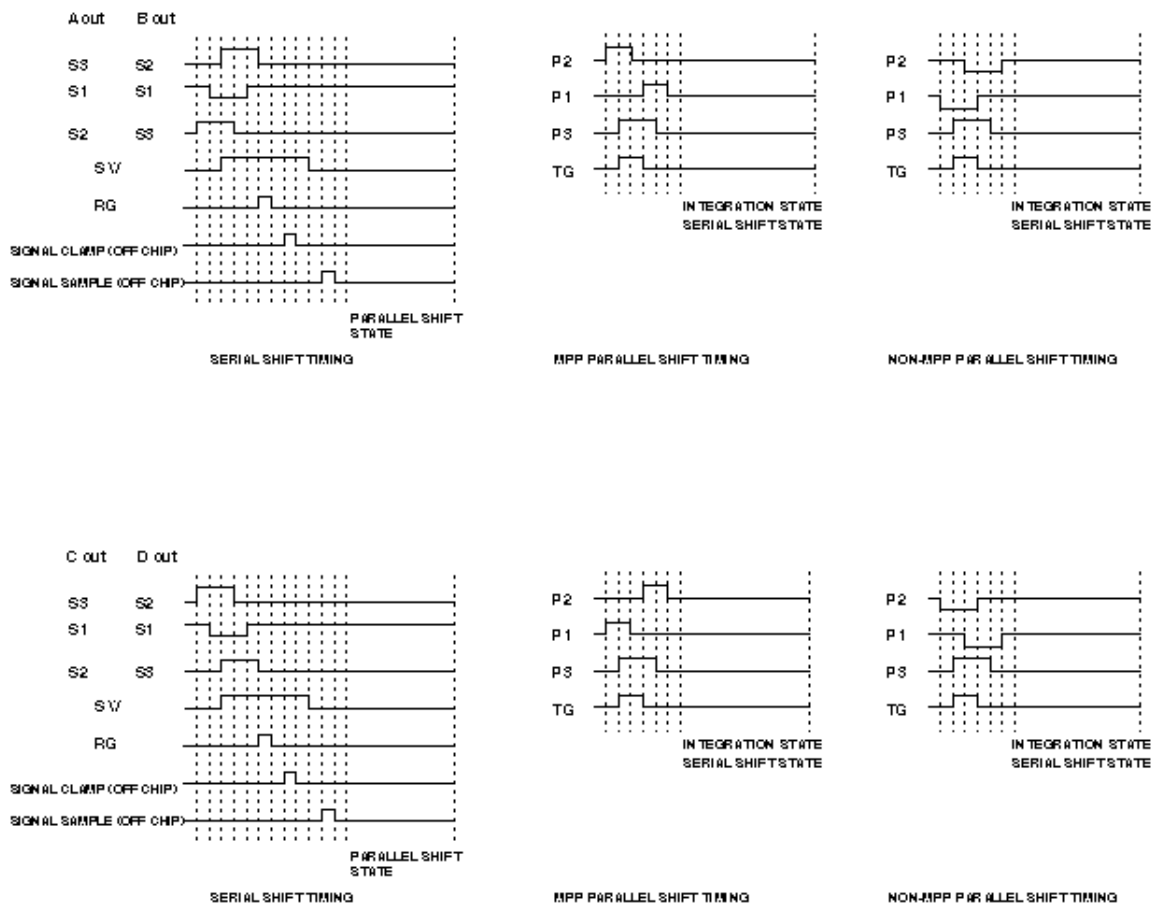 A out B out
S3 S2
S1 S1
S2 S3
SW
RG
SIGNAL CLAMP (OFF CHIP)
SIGNAL SAMPLE (OFF CHIP)
PARALLEL SHIFT
STATE
SERIAL SHIFT TIMING
P2
P1
P3
TG
INTEGRATION STATE
SERIAL SHIFT STATE
MPP PARALLEL SHIFT TIMING
P2
P1
P3
TG
INTEGRATION STATE
SERIAL SHIFT STATE
NON-MPP PARALLEL SHIFT TIMING
C out D out
S3 S2
S1 S1
S2 S3
SW
RG
SIGNAL CLAMP (OFF CHIP)
SIGNAL SAMPLE (OFF CHIP)
PARALLEL SHIFT
STATE
SERIAL SHIFT TIMING
P2
P1
P3
TG
INTEGRATION STATE
SERIAL SHIFT STATE
MPP PARALLEL SHIFT TIMING
P2
P1
P3
TG
INTEGRATION STATE
SERIAL SHIFT STATE
NON-MPP PARALLEL SHIFT TIMING